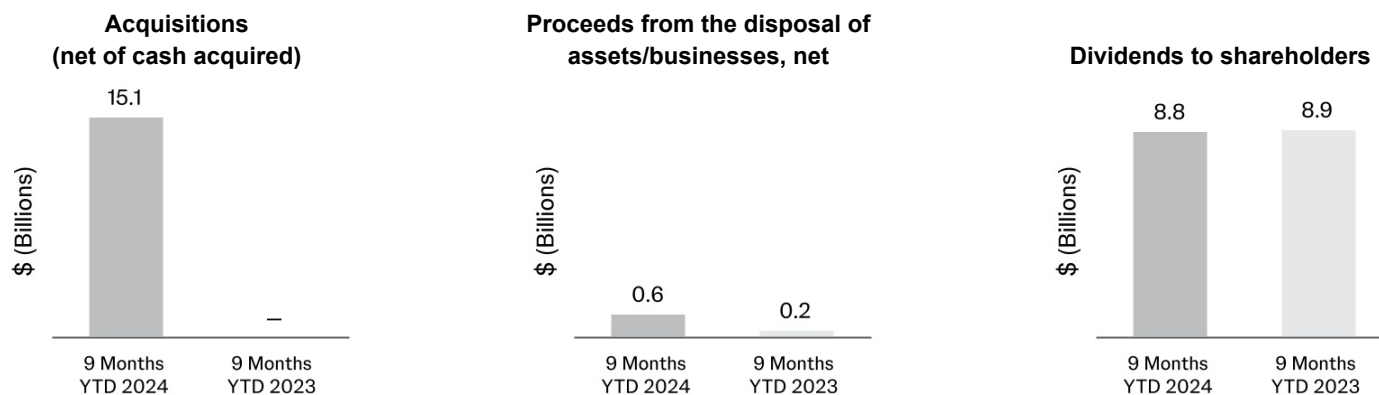 Acquisitions
(net of cash acquired)
$ (Billions)
15.1
–
9 Months
YTD 2024
9 Months
YTD 2023
Proceeds from the disposal of
assets/businesses, net
$ (Billions)
0.6
0.2
9 Months
YTD 2024
9 Months
YTD 2023
Dividends to shareholders
$ (Billions)
8.8
8.9
9 Months
YTD 2024
9 Months
YTD 2023